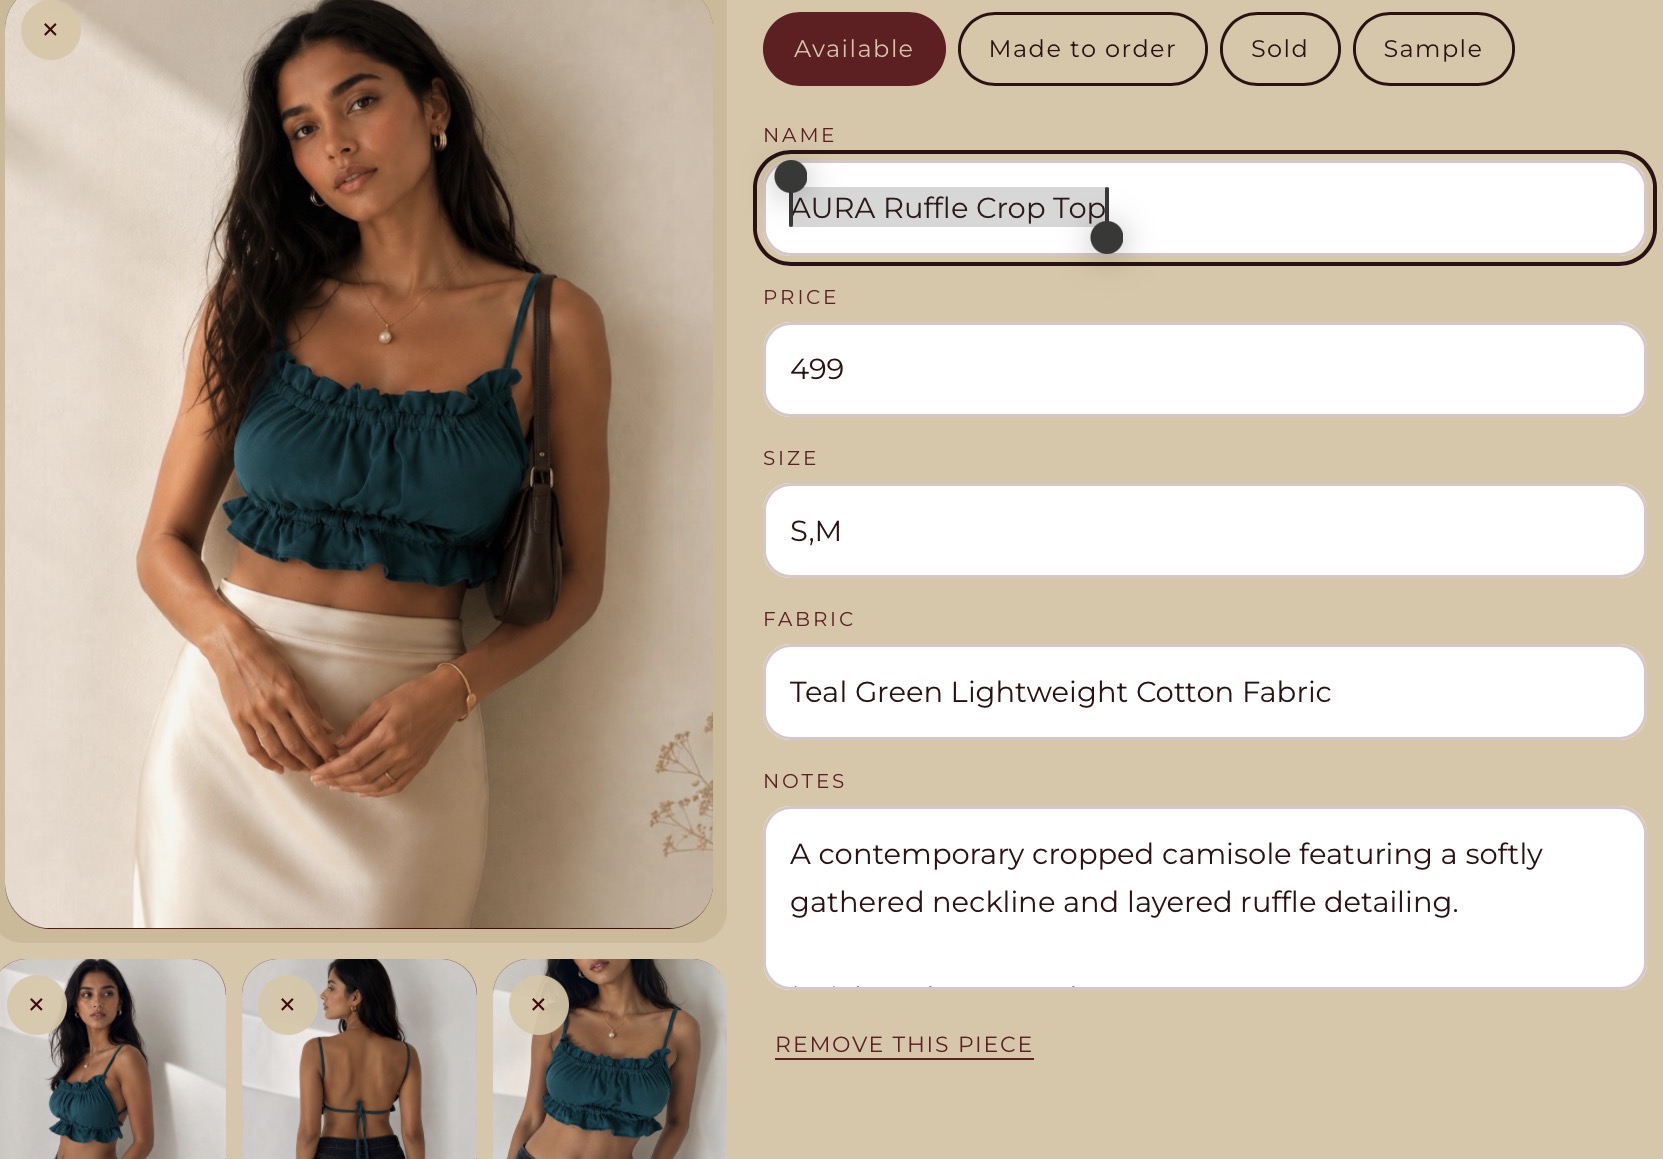 Available
Made to order
Sold
Sample
NAME
AURA Ruffle Crop Top
PRICE
499
SIZE
S,M
FABRIC
Teal Green Lightweight Cotton Fabric
NOTES
A contemporary cropped camisole featuring a softly
gathered neckline and layered ruffle detailing.
REMOVE THIS PIECE